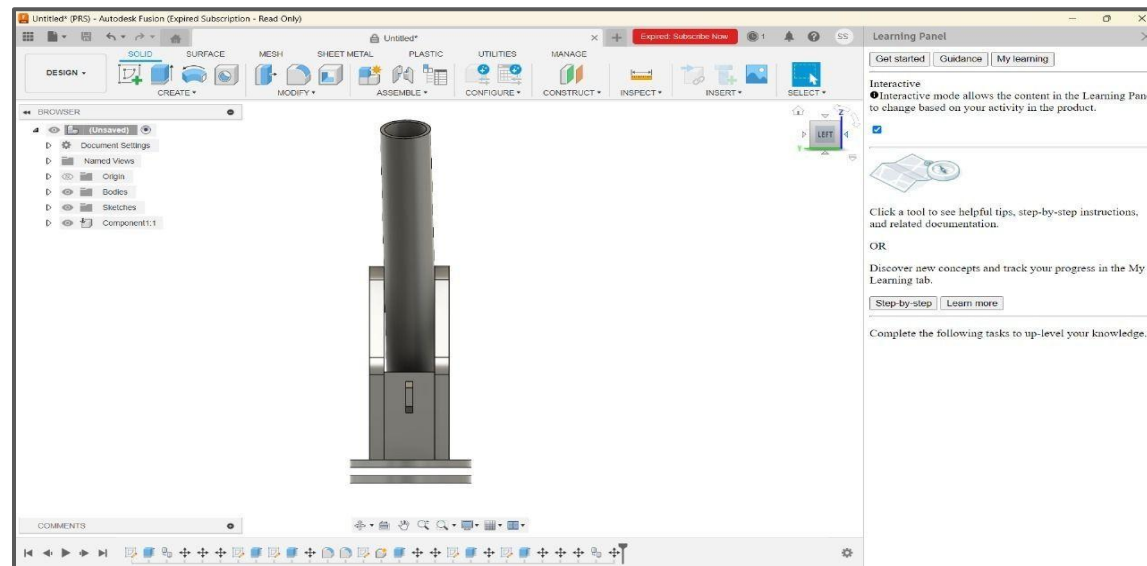 Untitled* (PRS) - Autodesk Fusion (Expired Subscription - Read Only)
Untitled*
Expired: Subscribe Now
1
SS
Learning Panel
SOLID SURFACE MESH SHEET METAL PLASTIC UTILITIES MANAGE
DESIGN
CREATE MODIFY ASSEMBLE CONFIGURE CONSTRUCT INSPECT INSERT SELECT
Get started Guidance My learning
Interactive
Interactive mode allows the content in the Learning Pan
to change based on your activity in the product.
BROWSER
(Unsaved)
Document Settings
Named Views
Origin
Bodies
Sketches
Component1:1
Z
LEFT
Y
Click a tool to see helpful tips, step-by-step instructions,
and related documentation.
OR
Discover new concepts and track your progress in the My
Learning tab.
Step-by-step Learn more
Complete the following tasks to up-level your knowledge.
COMMENTS